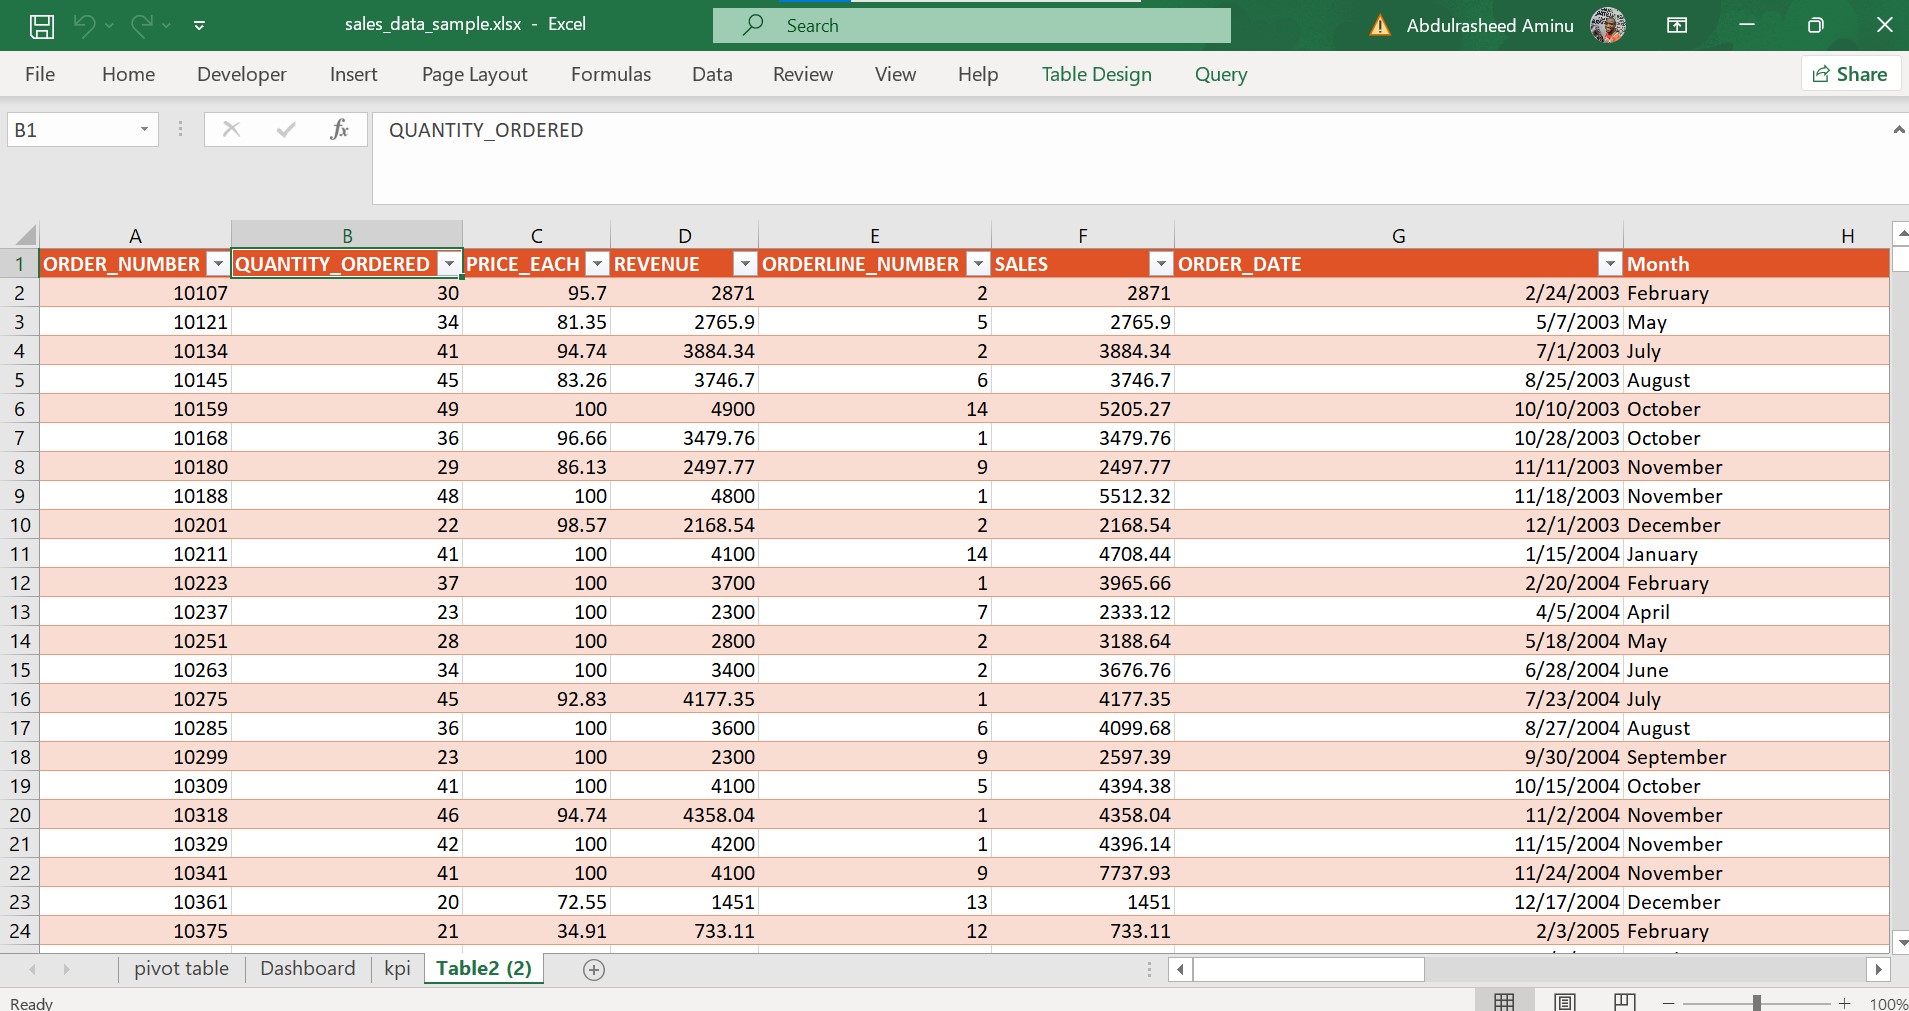 sales_data_sample.xlsx - Excel
Search
Abdulrasheed Aminu
File Home Developer Insert Page Layout Formulas Data Review View Help Table Design Query Share
B1 fx QUANTITY_ORDERED
A B C D E F G H
1 ORDER_NUMBER QUANTITY_ORDERED PRICE_EACH REVENUE ORDERLINE_NUMBER SALES ORDER_DATE Month
2 10107 30 95.7 2871 2 2871 2/24/2003 February
3 10121 34 81.35 2765.9 5 2765.9 5/7/2003 May
4 10134 41 94.74 3884.34 2 3884.34 7/1/2003 July
5 10145 45 83.26 3746.7 6 3746.7 8/25/2003 August
6 10159 49 100 4900 14 5205.27 10/10/2003 October
7 10168 36 96.66 3479.76 1 3479.76 10/28/2003 October
8 10180 29 86.13 2497.77 9 2497.77 11/11/2003 November
9 10188 48 100 4800 1 5512.32 11/18/2003 November
10 10201 22 98.57 2168.54 2 2168.54 12/1/2003 December
11 10211 41 100 4100 14 4708.44 1/15/2004 January
12 10223 37 100 3700 1 3965.66 2/20/2004 February
13 10237 23 100 2300 7 2333.12 4/5/2004 April
14 10251 28 100 2800 2 3188.64 5/18/2004 May
15 10263 34 100 3400 2 3676.76 6/28/2004 June
16 10275 45 92.83 4177.35 1 4177.35 7/23/2004 July
17 10285 36 100 3600 6 4099.68 8/27/2004 August
18 10299 23 100 2300 9 2597.39 9/30/2004 September
19 10309 41 100 4100 5 4394.38 10/15/2004 October
20 10318 46 94.74 4358.04 1 4358.04 11/2/2004 November
21 10329 42 100 4200 1 4396.14 11/15/2004 November
22 10341 41 100 4100 9 7737.93 11/24/2004 November
23 10361 20 72.55 1451 13 1451 12/17/2004 December
24 10375 21 34.91 733.11 12 733.11 2/3/2005 February
pivot table Dashboard kpi Table2 (2)
Ready 100%